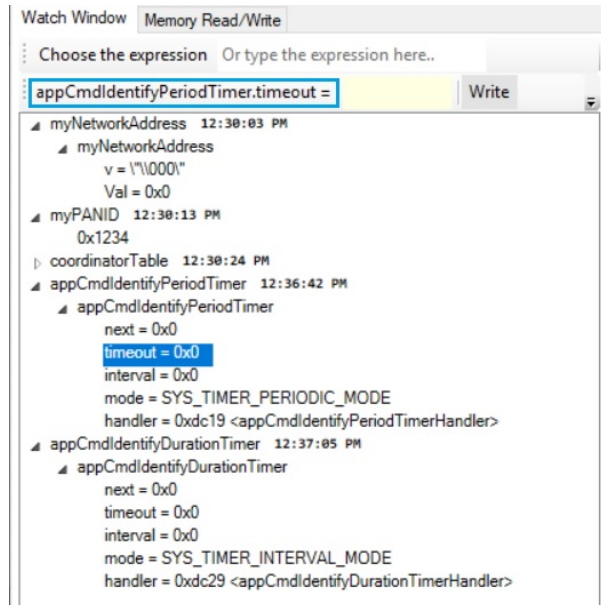 Watch Window Memory Read/Write
Choose the expression Or type the expression here..
appCmdIdentifyPeriodTimer.timeout = Write
myNetworkAddress 12:30:03 PM
myNetworkAddress
v = \"\\000\"
Val = 0x0
myPANID 12:30:13 PM
0x1234
coordinatorTable 12:30:24 PM
appCmdIdentifyPeriodTimer 12:36:42 PM
appCmdIdentifyPeriodTimer
next = 0x0
timeout = 0x0
interval = 0x0
mode = SYS_TIMER_PERIODIC_MODE
handler = 0xdc19 <appCmdIdentifyPeriodTimerHandler>
appCmdIdentifyDurationTimer 12:37:05 PM
appCmdIdentifyDurationTimer
next = 0x0
timeout = 0x0
interval = 0x0
mode = SYS_TIMER_INTERVAL_MODE
handler = 0xdc29 <appCmdIdentifyDurationTimerHandler>